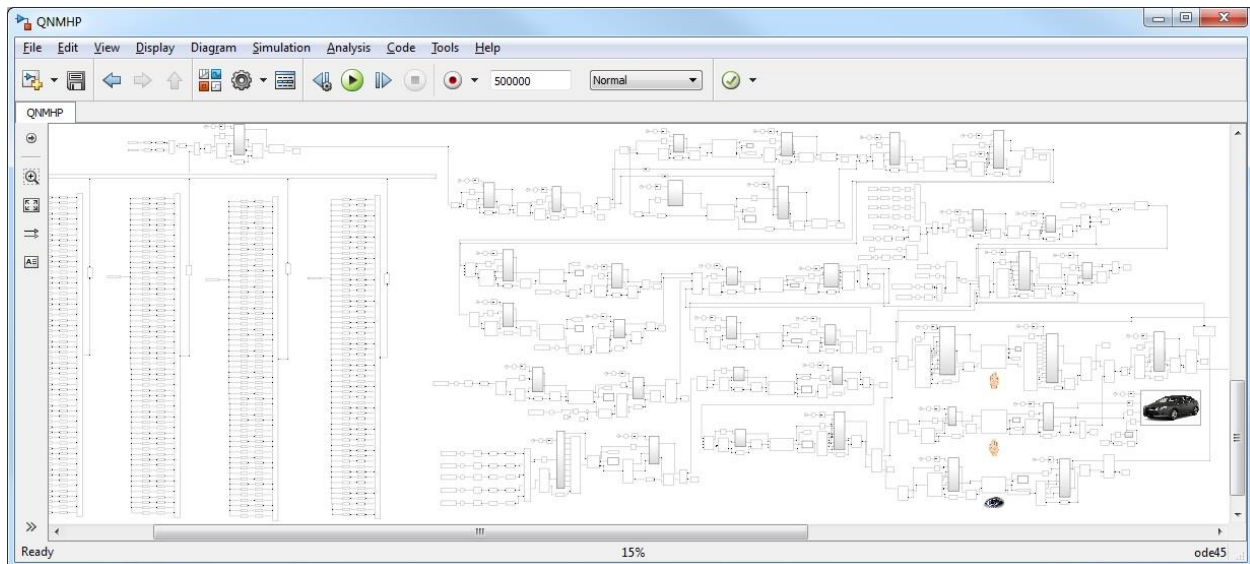 QNMHP
File Edit View Display Diagram Simulation Analysis Code Tools Help
500000 Normal
QNMHP
Ready 15% ode45